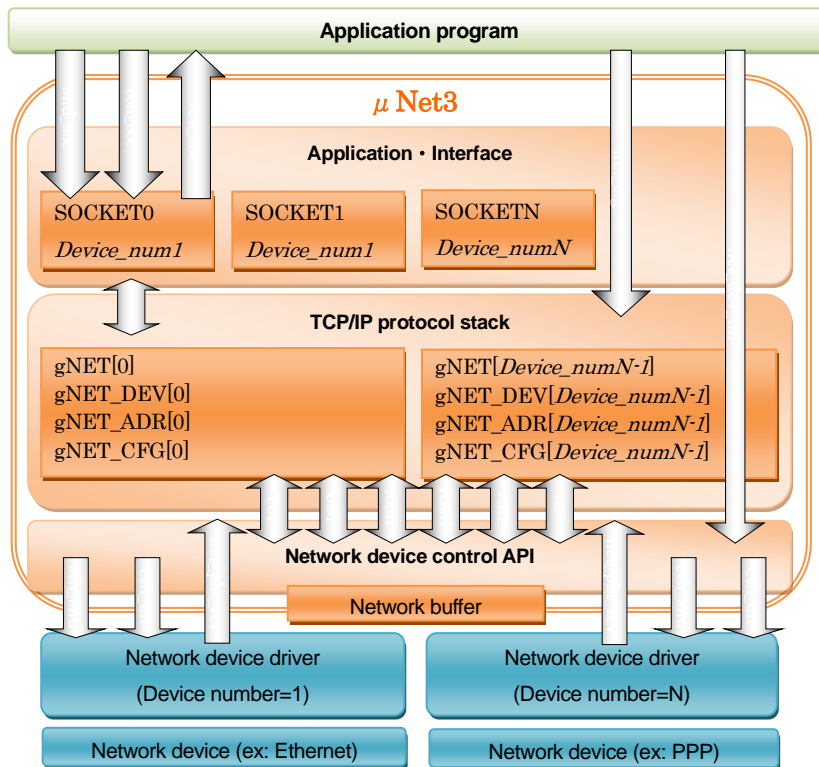 Application program
μ Net3
Application・Interface
SOCKET0
Device_num1
SOCKET1
Device_num1
SOCKETN
Device_numN
TCP/IP protocol stack
gNET[0]
gNET_DEV[0]
gNET_ADR[0]
gNET_CFG[0]
gNET[Device_numN-1]
gNET_DEV[Device_numN-1]
gNET_ADR[Device_numN-1]
gNET_CFG[Device_numN-1]
Network device control API
Network buffer
Network device driver
(Device number=1)
Network device driver
(Device number=N)
Network device (ex: Ethernet)
Network device (ex: PPP)